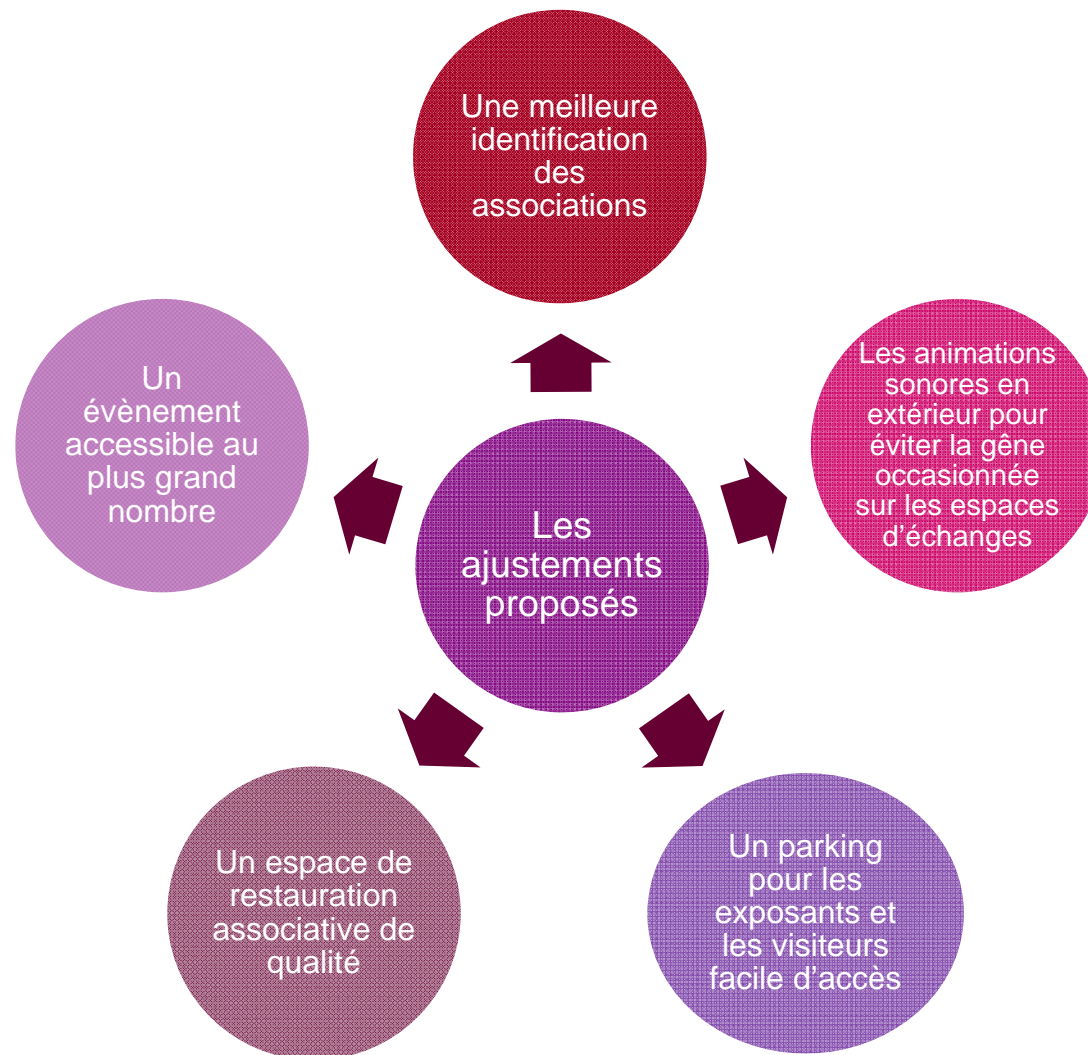 Une meilleure
identification
des
associations
Les animations
sonores en
extérieur pour
éviter la gêne
occasionnée
sur les espaces
d'échanges
Un parking
pour les
exposants et
les visiteurs
facile d'accès
Un espace de
restauration
associative de
qualité
Un
évènement
accessible au
plus grand
nombre
Les
ajustements
proposés